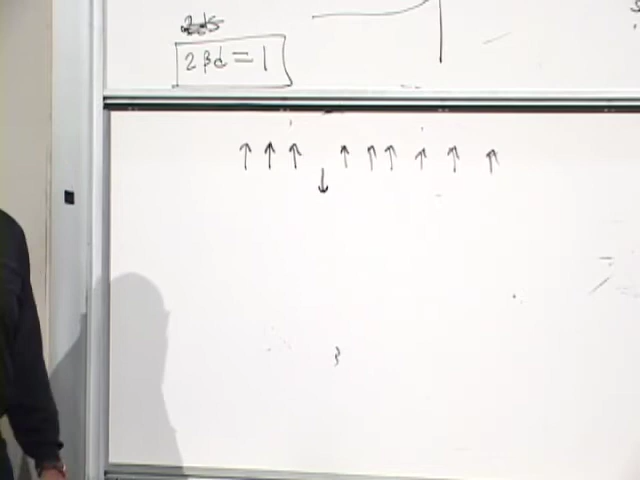 2βd = 1
↑ ↑ ↑ ↓ ↑ ↑ ↑ ↑ ↑ ↑